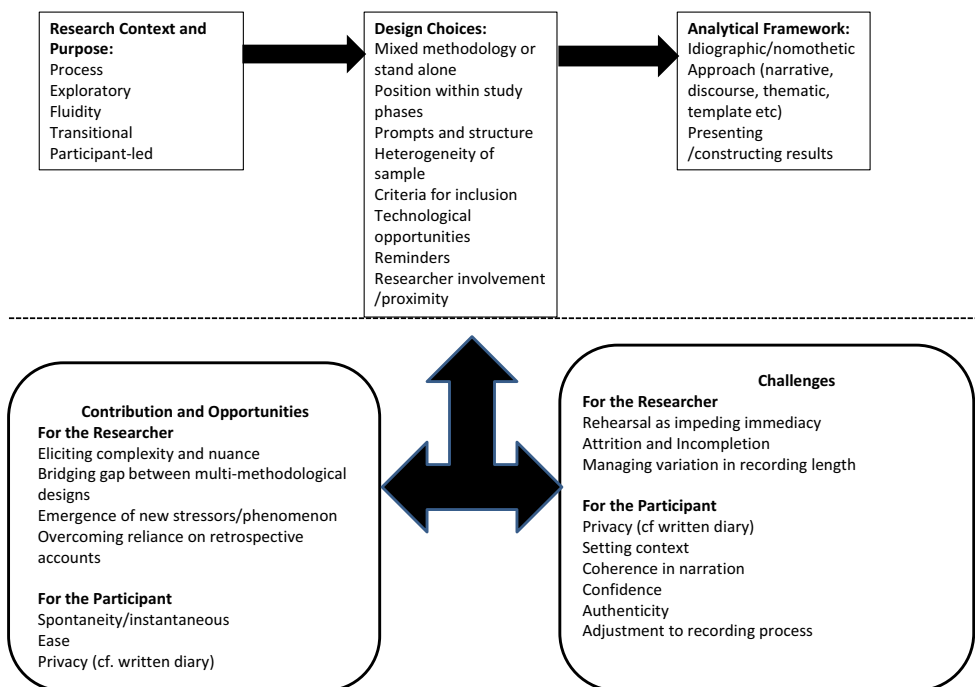 Research Context and
Purpose:
Process
Exploratory
Fluidity
Transitional
Participant-led
Design Choices:
Mixed methodology or
stand alone
Position within study
phases
Prompts and structure
Heterogeneity of
sample
Criteria for inclusion
Technological
opportunities
Reminders
Researcher involvement
/proximity
Analytical Framework:
Idiographic/nomothetic
Approach (narrative,
discourse, thematic,
template etc)
Presenting
/constructing results
Contribution and Opportunities
For the Researcher
Eliciting complexity and nuance
Bridging gap between multi-methodological
designs
Emergence of new stressors/phenomenon
Overcoming reliance on retrospective
accounts
For the Participant
Spontaneity/instantaneous
Ease
Privacy (cf. written diary)
Challenges
For the Researcher
Rehearsal as impeding immediacy
Attrition and Incompletion
Managing variation in recording length
For the Participant
Privacy (cf written diary)
Setting context
Coherence in narration
Confidence
Authenticity
Adjustment to recording process